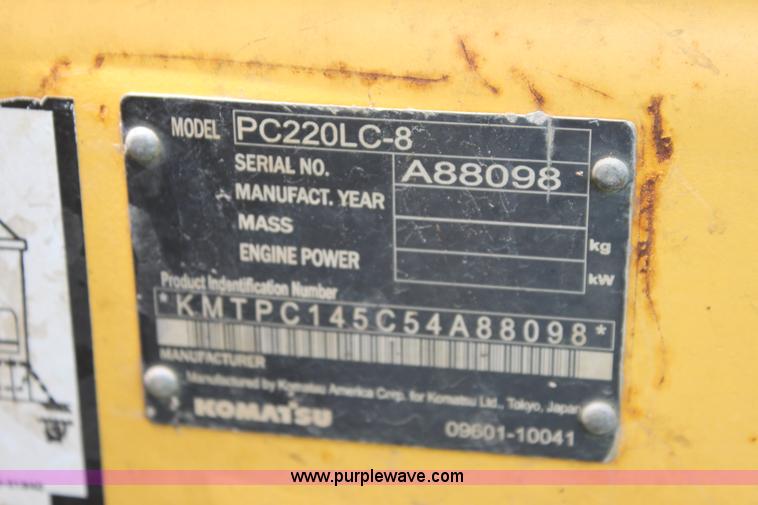 MODEL PC220LC-8
SERIAL NO. A88098
MANUFACT. YEAR
MASS kg
ENGINE POWER kW
Product Indentification Number
*KMTPC145C54A88098*
MANUFACTURER
Manufactured by Komatsu America Corp. for Komatsu Ltd., Tokyo, Japan
KOMATSU 09601-10041
www.purplewave.com